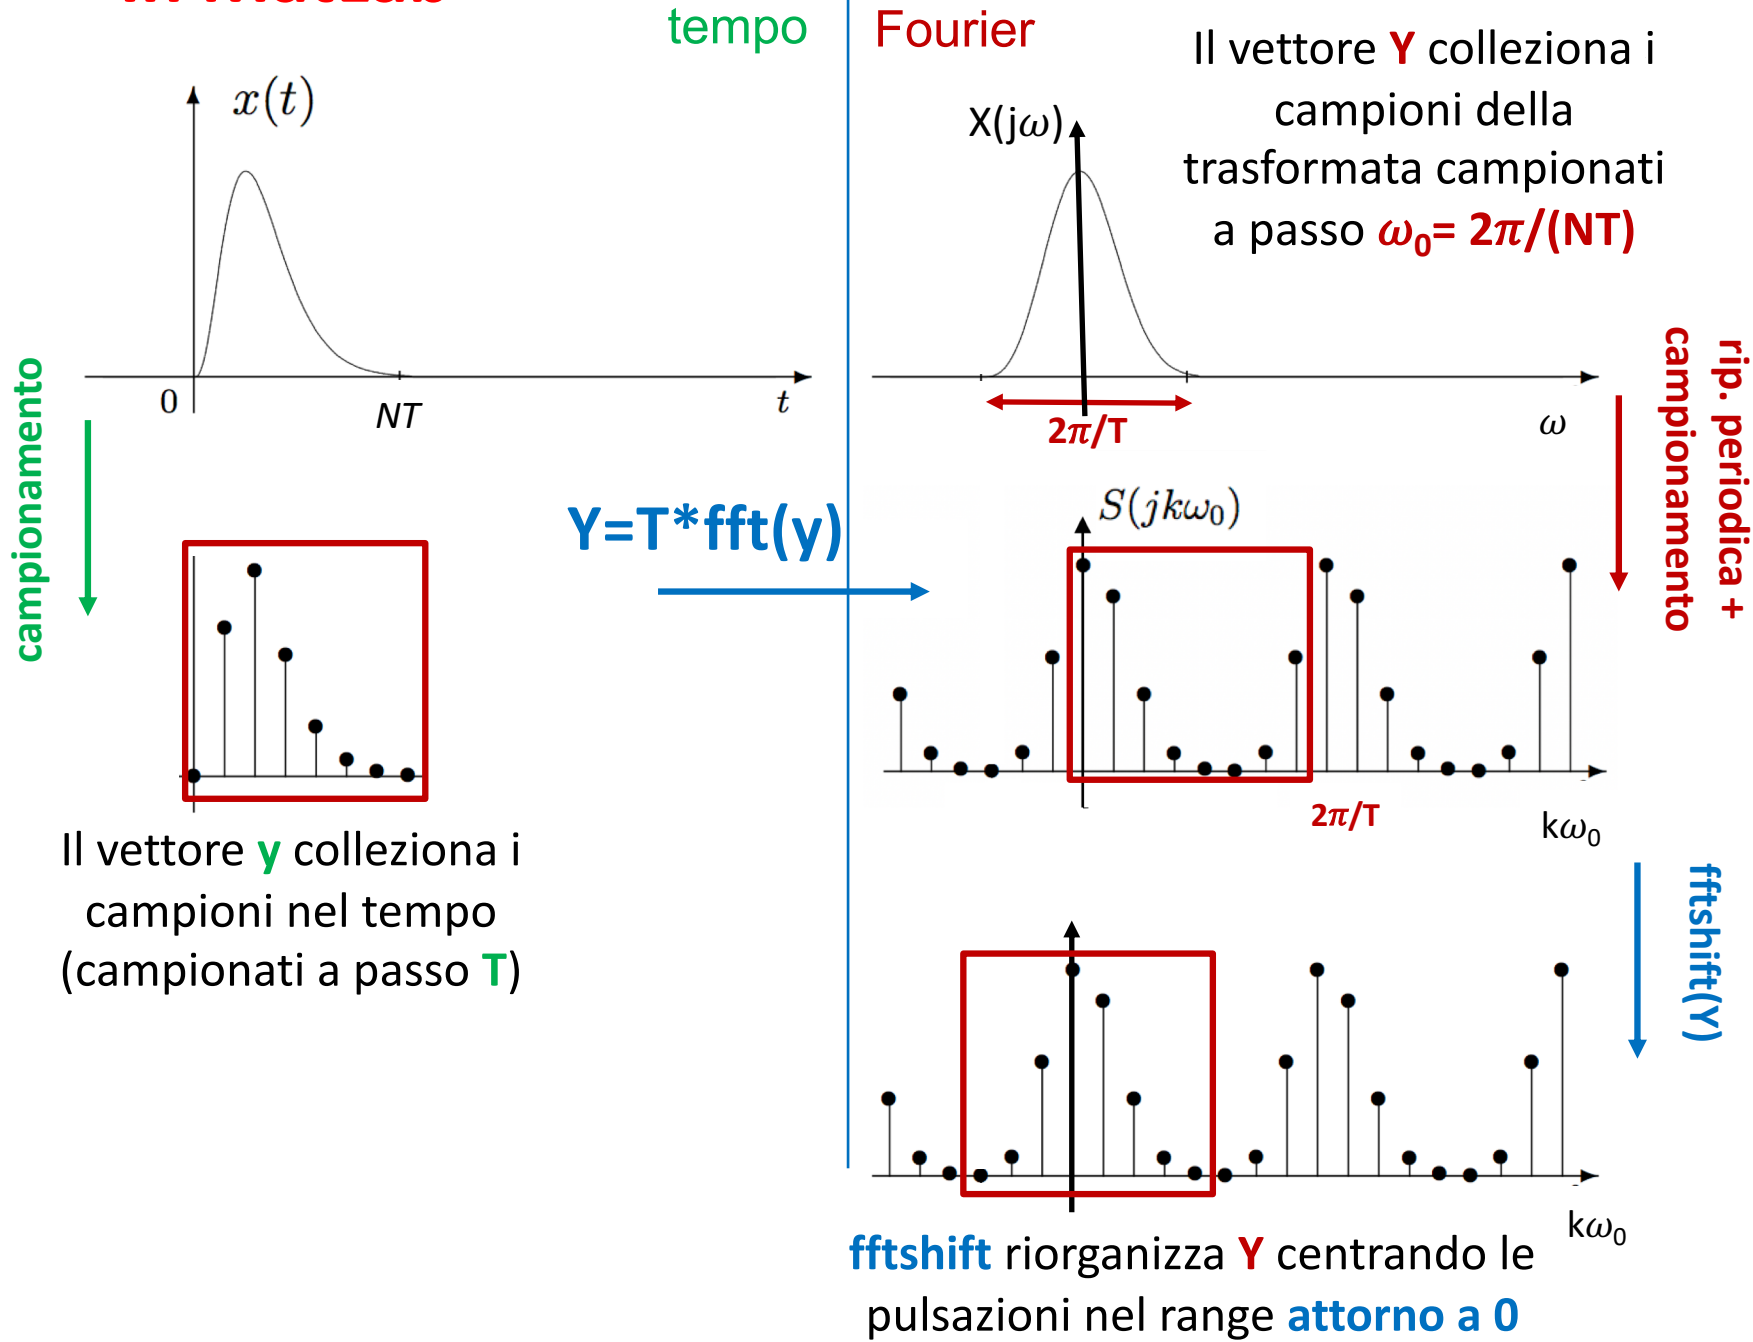 in Matlab
tempo
Fourier
Il vettore Y colleziona i
campioni della
trasformata campionati
a passo ω₀= 2π/(NT)
x(t)
X(jω)
0
NT
t
2π/T
ω
campionamento
rip. periodica +
campionamento
Y=T*fft(y)
S(jkω₀)
2π/T
kω₀
Il vettore y colleziona i
campioni nel tempo
(campionati a passo T)
fftshift(Y)
kω₀
fftshift riorganizza Y centrando le
pulsazioni nel range attorno a 0